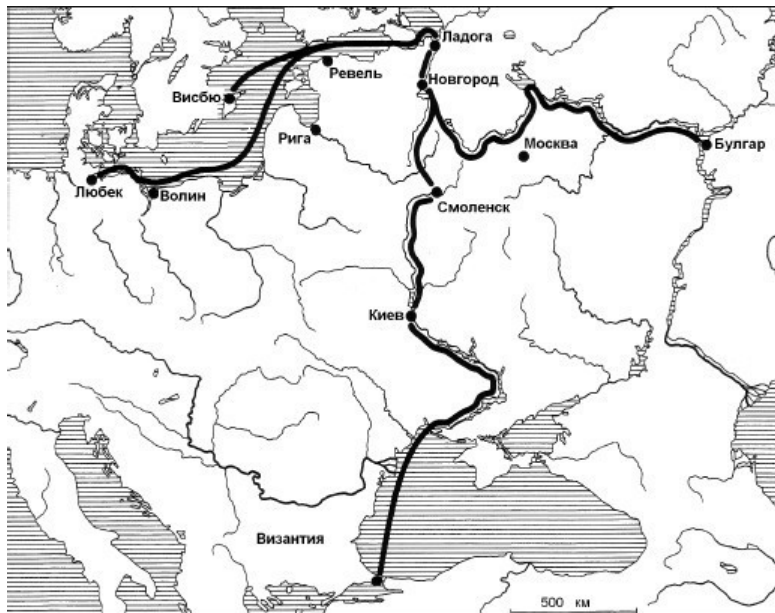 Ладога
Ревель
Новгород
Висбю
Рига
Москва
Булгар
Любек
Волин
Смоленск
Киев
Византия
500 км